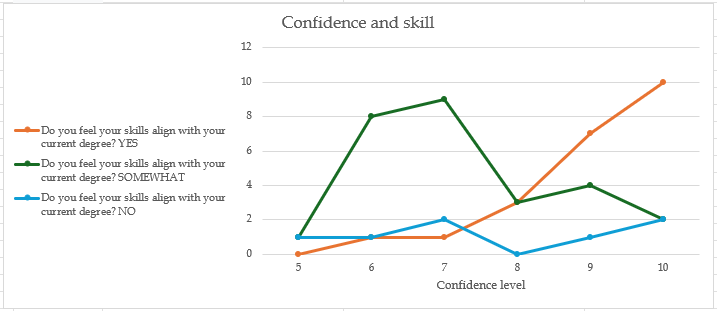 Confidence and skill
12
10
8
6
4
2
0
5 6 7 8 9 10
Confidence level
Do you feel your skills align with your
current degree? YES
Do you feel your skills align with your
current degree? SOMEWHAT
Do you feel your skills align with your
current degree? NO